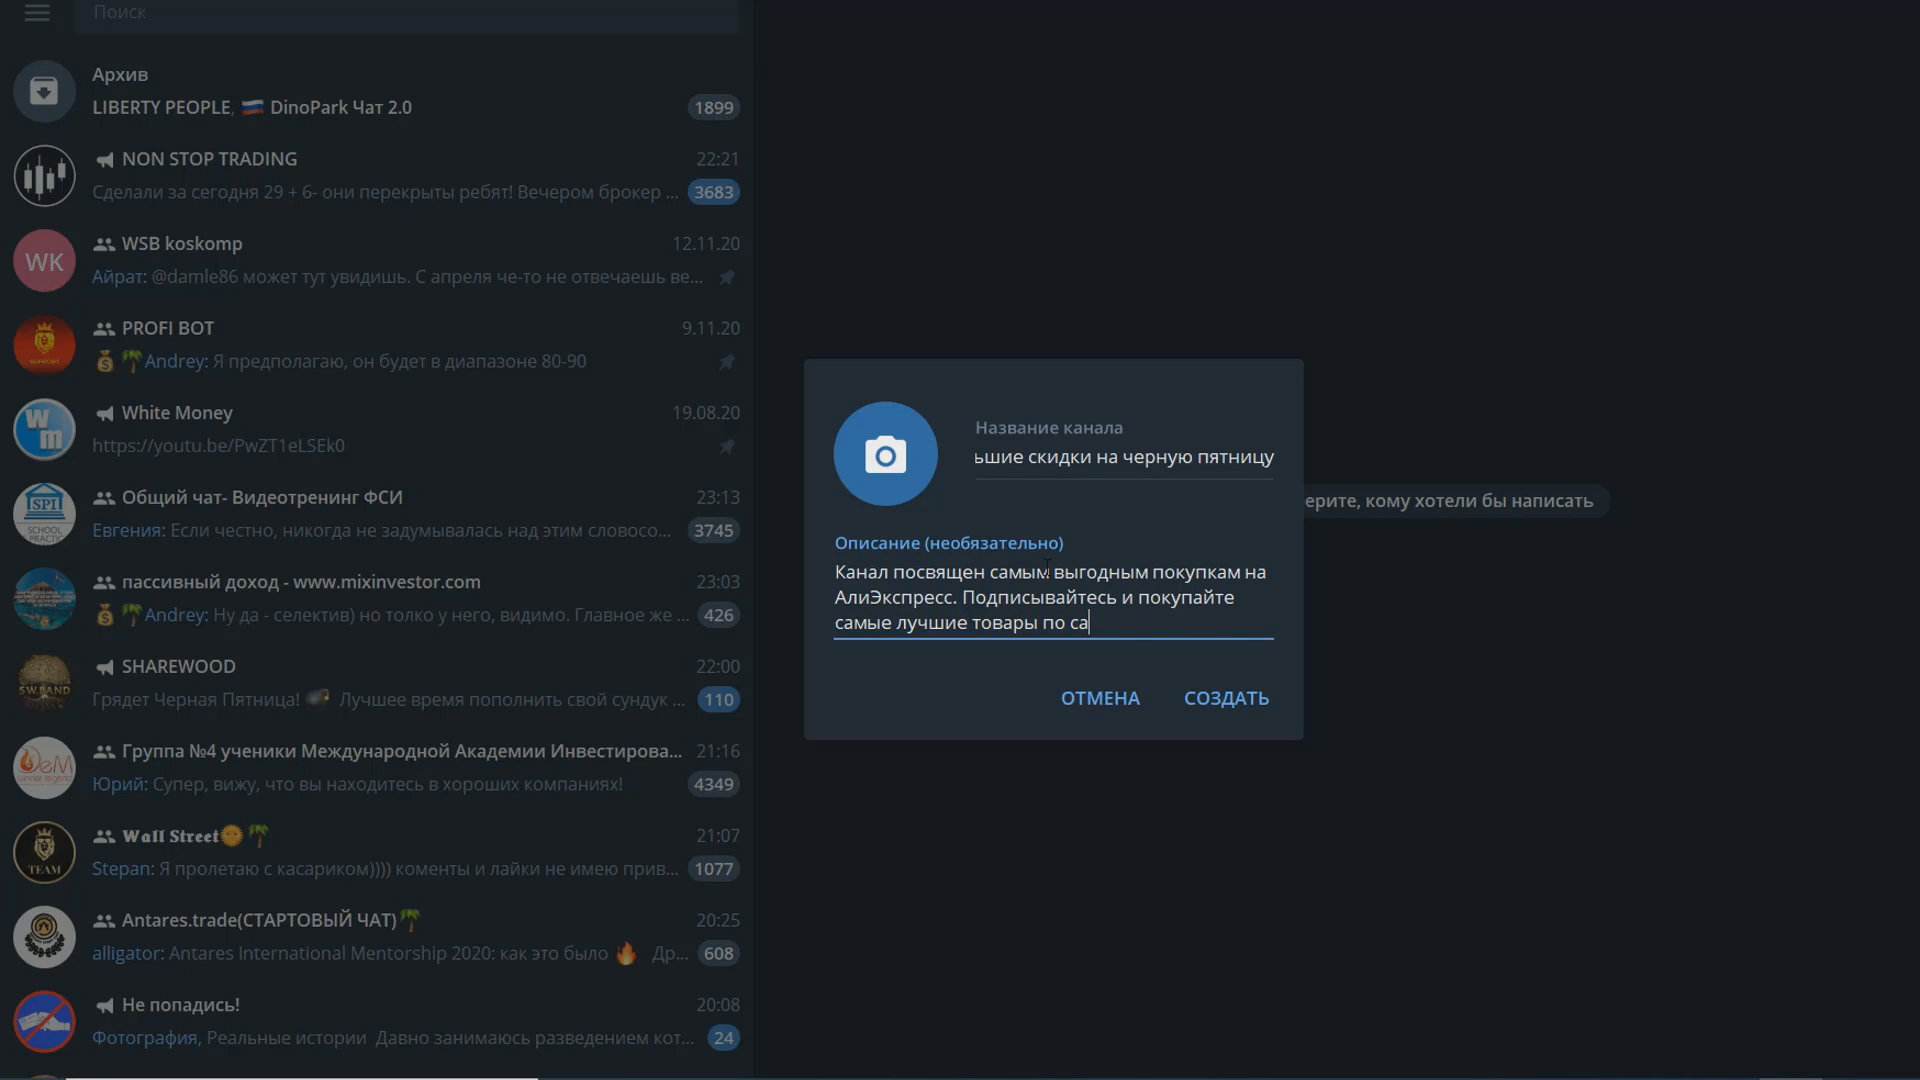 Поиск
Архив
LIBERTY PEOPLE, DinoPark Чат 2.0 1899
NON STOP TRADING 22:21
Сделали за сегодня 29 + 6- они перекрыты ребят! Вечером брокер ... 3683
WK
WSB koskomp 12.11.20
Айрат: @damle86 может тут увидишь. С апреля че-то не отвечаешь ве...
PROFI BOT 9.11.20
Andrey: Я предполагаю, он будет в диапазоне 80-90
SUPPORT
Wm
White Money 19.08.20
https://youtu.be/PwZT1eLSEk0
SPI
SCHOOL
PRACTIC
Общий чат- Видеотренинг ФСИ 23:13
Евгения: Если честно, никогда не задумывалась над этим словосо... 3745
пассивный доход - www.mixinvestor.com 23:03
Andrey: Ну да - селектив) но толко у него, видимо. Главное же ... 426
SW.BAND
SHAREWOOD 22:00
Грядет Черная Пятница! Лучшее время пополнить свой сундук ... 110
Группа №4 ученики Международной Академии Инвестирова... 21:16
Юрий: Супер, вижу, что вы находитесь в хороших компаниях! 4349
TEAM
Wall Street 21:07
Stepan: Я пролетаю с касариком)))) коменты и лайки не имею прив... 1077
Antares.trade(СТАРТОВЫЙ ЧАТ) 20:25
alligator: Antares International Mentorship 2020: как это было Др... 608
Не попадись! 20:08
Фотография, Реальные истории Давно занимаюсь разведением кот... 24
Название канала
ьшие скидки на черную пятницу
Описание (необязательно)
Канал посвящен самым выгодным покупкам на
АлиЭкспресс. Подписывайтесь и покупайте
самые лучшие товары по са
ОТМЕНА СОЗДАТЬ
ерите, кому хотели бы написать